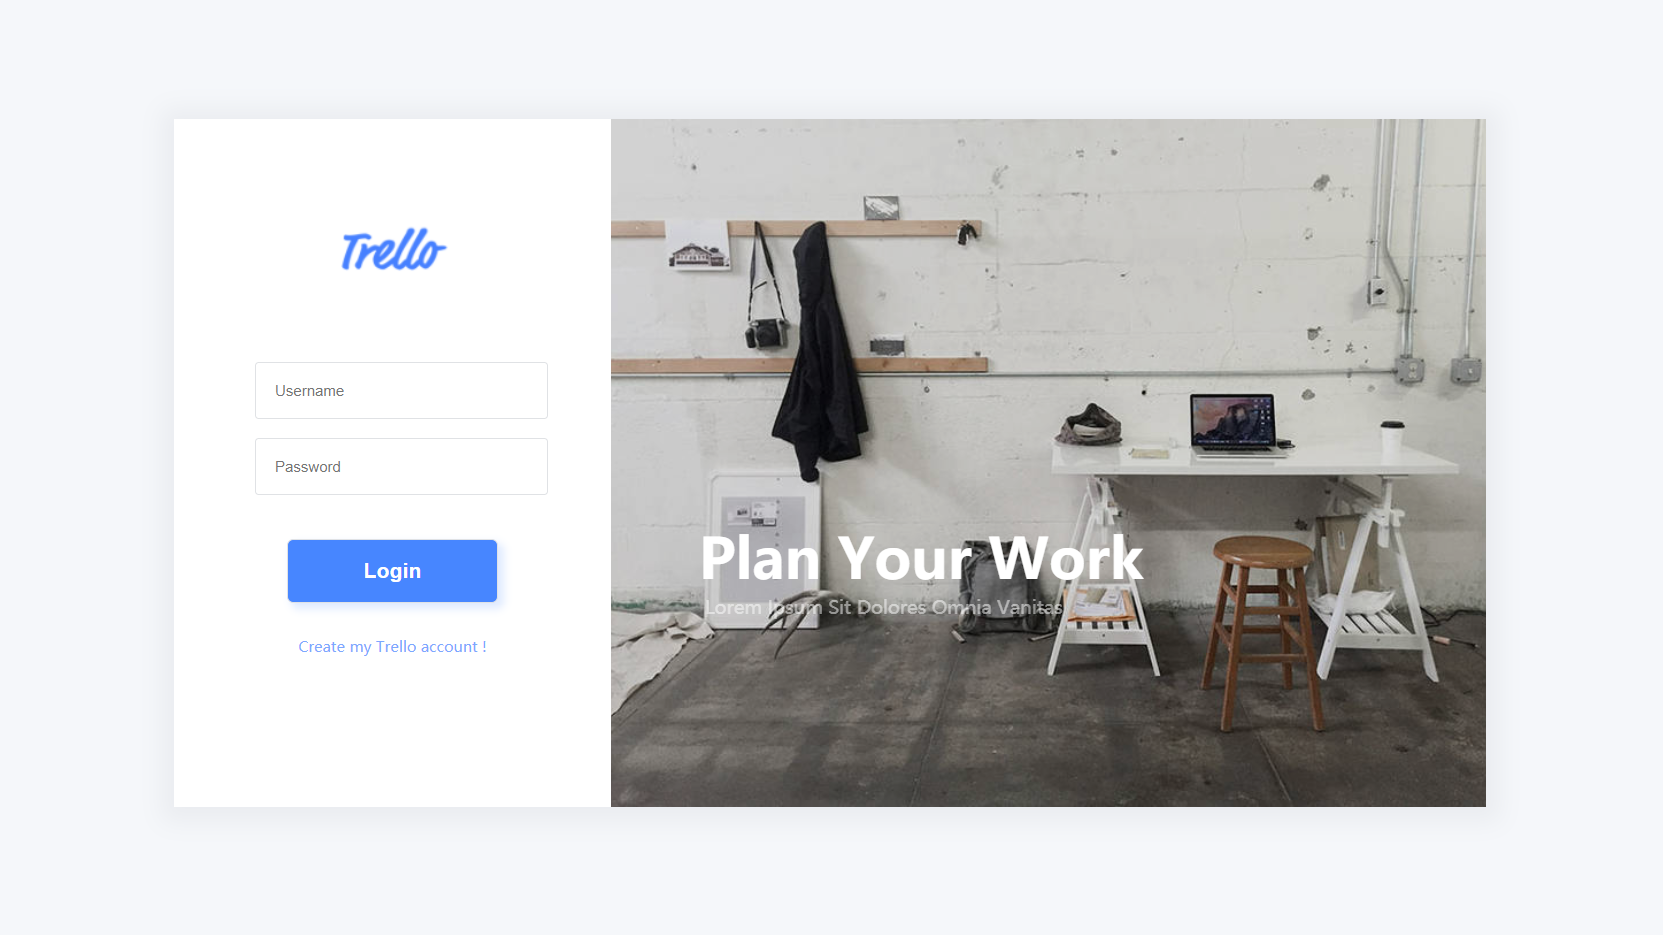 Trello
Username
Password
Login
Create my Trello account !
Plan Your Work
Lorem Ipsum Sit Dolores Omnia Vanitas